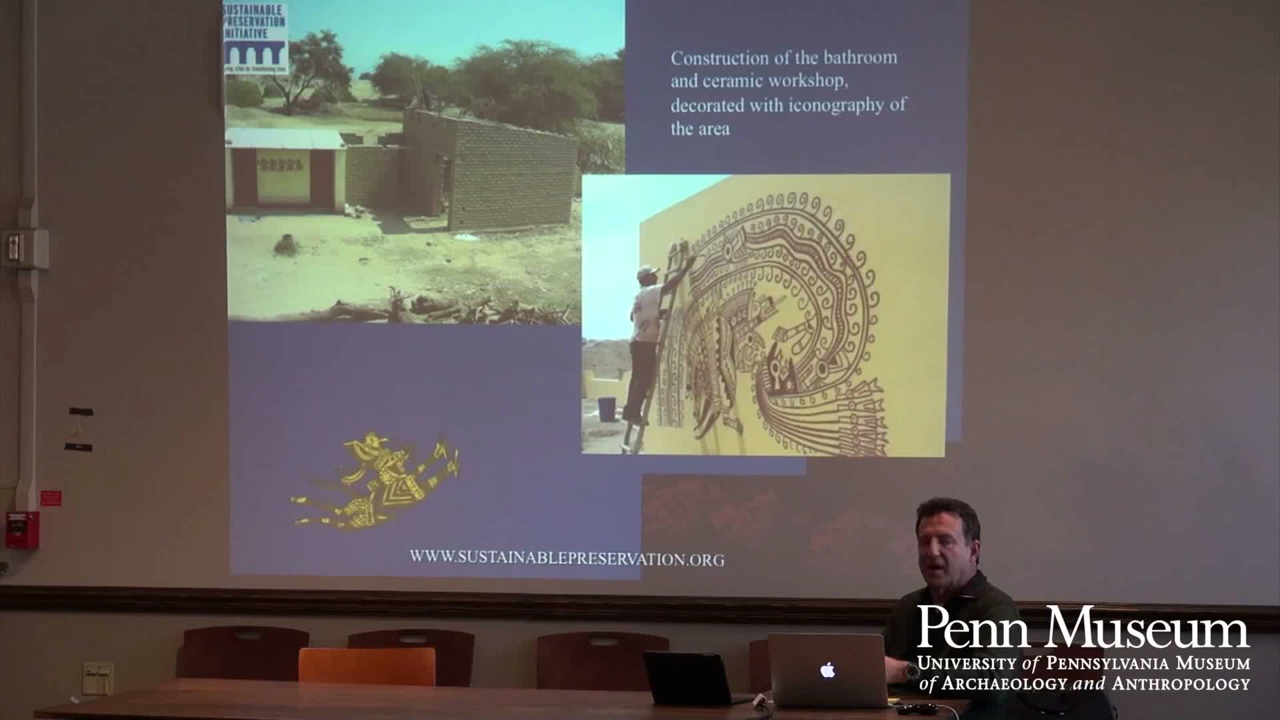 SUSTAINABLE
PRESERVATION
INITIATIVE
Construction of the bathroom
and ceramic workshop,
decorated with iconography of
the area
WWW.SUSTAINABLEPRESERVATION.ORG
Penn Museum
University of Pennsylvania Museum
of Archaeology and Anthropology